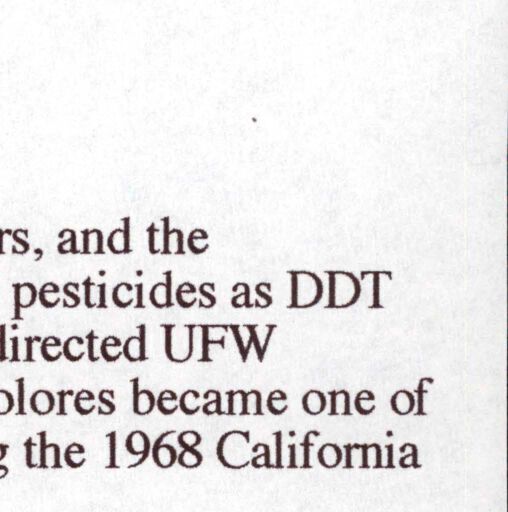 rs, and the
pesticides as DDT
directed UFW
olores became one of
g the 1968 California